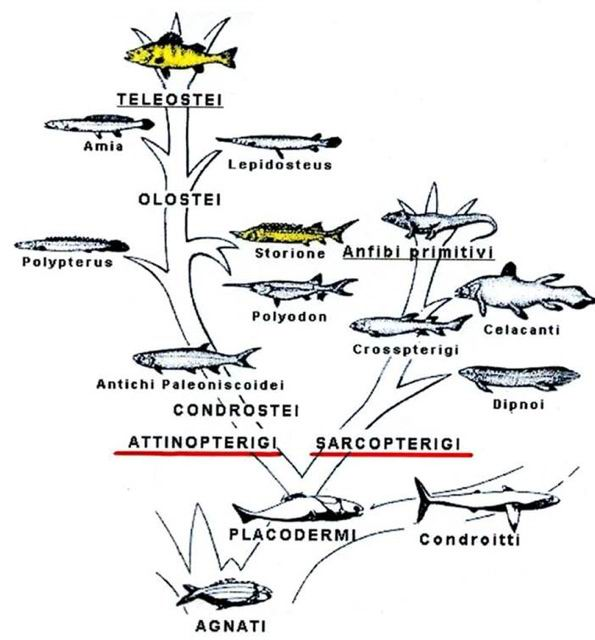 TELEOSTEI
Amia
Lepidosteus
OLOSTEI
Storione
Anfibi primitivi
Polypterus
Polyodon
Celacanti
Crosspterigi
Antichi Paleoniscoidei
Dipnoi
CONDROSTEI
ATTINOPTERIGI
SARCOPTERIGI
PLACODERMI
Condroitti
AGNATI